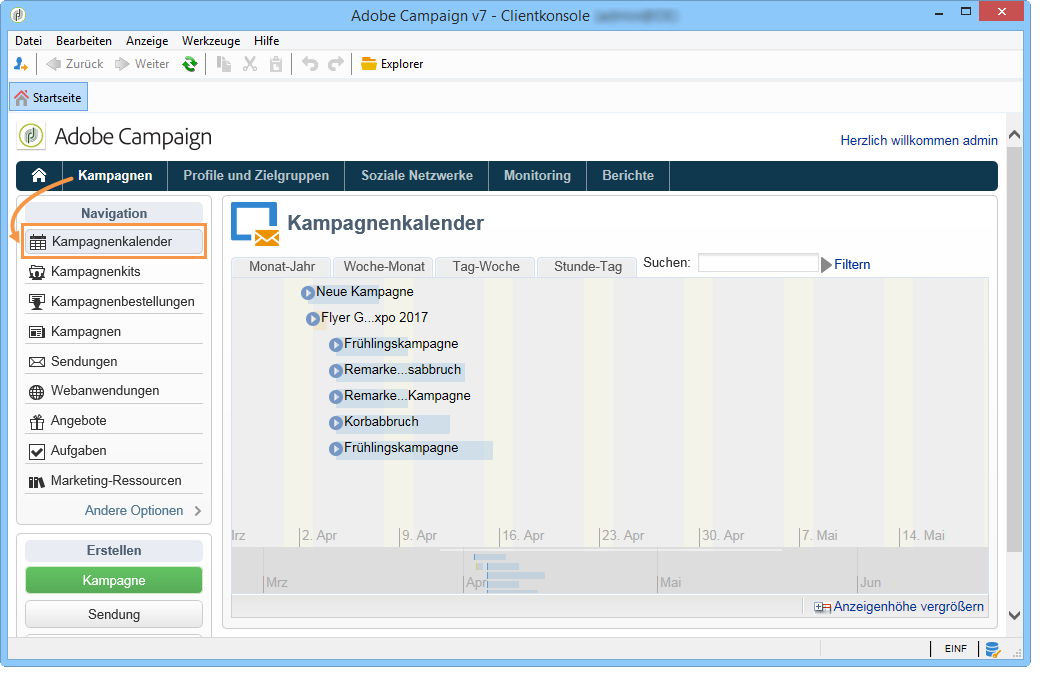 Adobe Campaign v7 - Clientkonsole
Datei Bearbeiten Anzeige Werkzeuge Hilfe
Zurück Weiter Explorer
Startseite
Adobe Campaign
Herzlich willkommen admin
Kampagnen Profile und Zielgruppen Soziale Netzwerke Monitoring Berichte
Navigation
Kampagnenkalender
Kampagnenkits
Kampagnenbestellungen
Kampagnen
Sendungen
Webanwendungen
Angebote
Aufgaben
Marketing-Ressourcen
Andere Optionen
Erstellen
Kampagne
Sendung
Kampagnenkalender
Monat-Jahr Woche-Monat Tag-Woche Stunde-Tag Suchen: Filtern
Neue Kampagne
Flyer G...xpo 2017
Frühlingskampagne
Remarke...sabbruch
Remarke...Kampagne
Korbabbruch
Frühlingskampagne
lrz 2. Apr 9. Apr 16. Apr 23. Apr 30. Apr 7. Mai 14. Mai
Mrz Apr Mai Jun
Anzeigenhöhe vergrößern
EINF